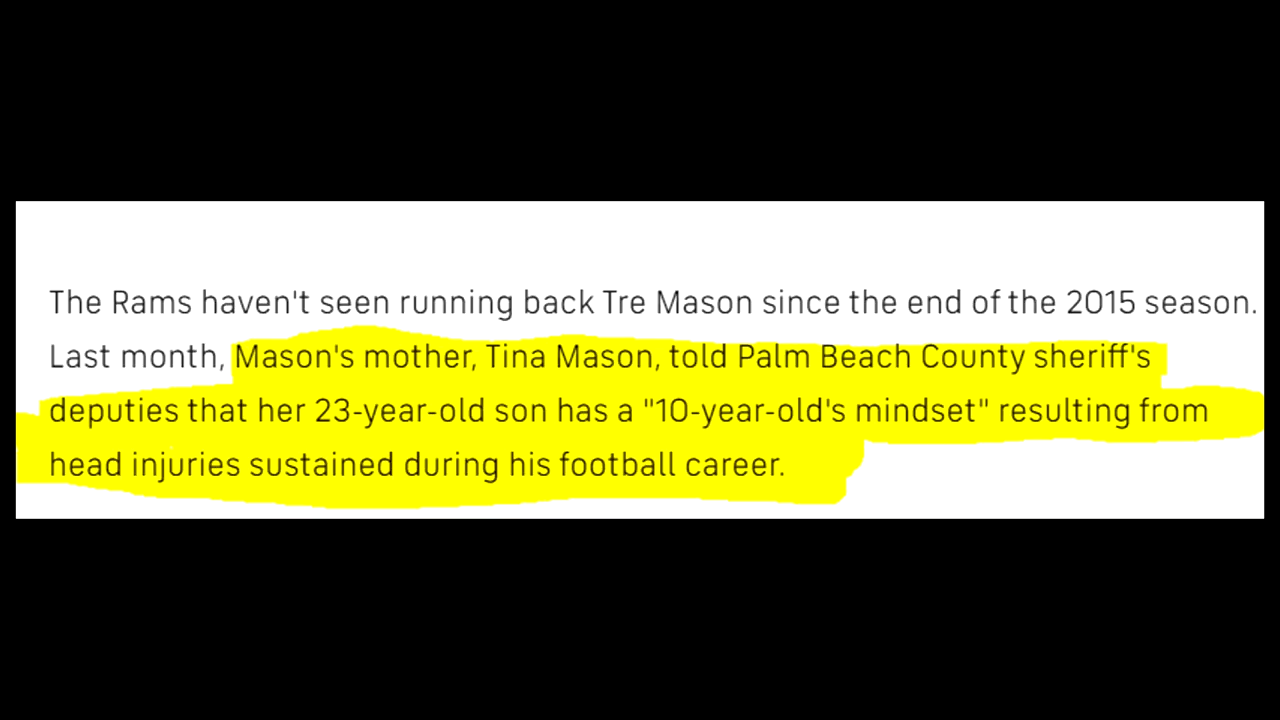 The Rams haven't seen running back Tre Mason since the end of the 2015 season.
Last month, Mason's mother, Tina Mason, told Palm Beach County sheriff's
deputies that her 23-year-old son has a "10-year-old's mindset" resulting from
head injuries sustained during his football career.